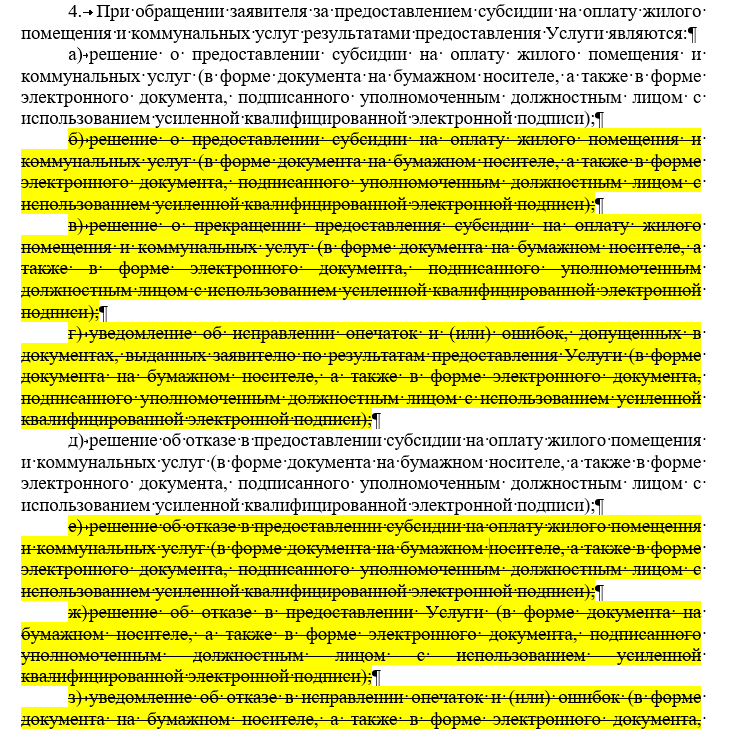 4. При обращении заявителя за предоставлением субсидии на оплату жилого
помещения и коммунальных услуг результатами предоставления Услуги являются:
а) решение о предоставлении субсидии на оплату жилого помещения и
коммунальных услуг (в форме документа на бумажном носителе, а также в форме
электронного документа, подписанного уполномоченным должностным лицом с
использованием усиленной квалифицированной электронной подписи);
б) решение о предоставлении субсидии на оплату жилого помещения и
коммунальных услуг (в форме документа на бумажном носителе, а также в форме
электронного документа, подписанного уполномоченным должностным лицом с
использованием усиленной квалифицированной электронной подписи);
в) решение о прекращении предоставления субсидии на оплату жилого
помещения и коммунальных услуг (в форме документа на бумажном носителе, а
также в форме электронного документа, подписанного уполномоченным
должностным лицом с использованием усиленной квалифицированной электронной
подписи);
г) уведомление об исправлении опечаток и (или) ошибок, допущенных в
документах, выданных заявителю по результатам предоставления Услуги (в форме
документа на бумажном носителе, а также в форме электронного документа,
подписанного уполномоченным должностным лицом с использованием усиленной
квалифицированной электронной подписи);
д) решение об отказе в предоставлении субсидии на оплату жилого помещения
и коммунальных услуг (в форме документа на бумажном носителе, а также в форме
электронного документа, подписанного уполномоченным должностным лицом с
использованием усиленной квалифицированной электронной подписи);
е) решение об отказе в предоставлении субсидии на оплату жилого помещения
и коммунальных услуг (в форме документа на бумажном носителе, а также в форме
электронного документа, подписанного уполномоченным должностным лицом с
использованием усиленной квалифицированной электронной подписи);
ж)решение об отказе в предоставлении Услуги (в форме документа на
бумажном носителе, а также в форме электронного документа, подписанного
уполномоченным должностным лицом с использованием усиленной
квалифицированной электронной подписи);
з) уведомление об отказе в исправлении опечаток и (или) ошибок (в форме
документа на бумажном носителе, а также в форме электронного документа,